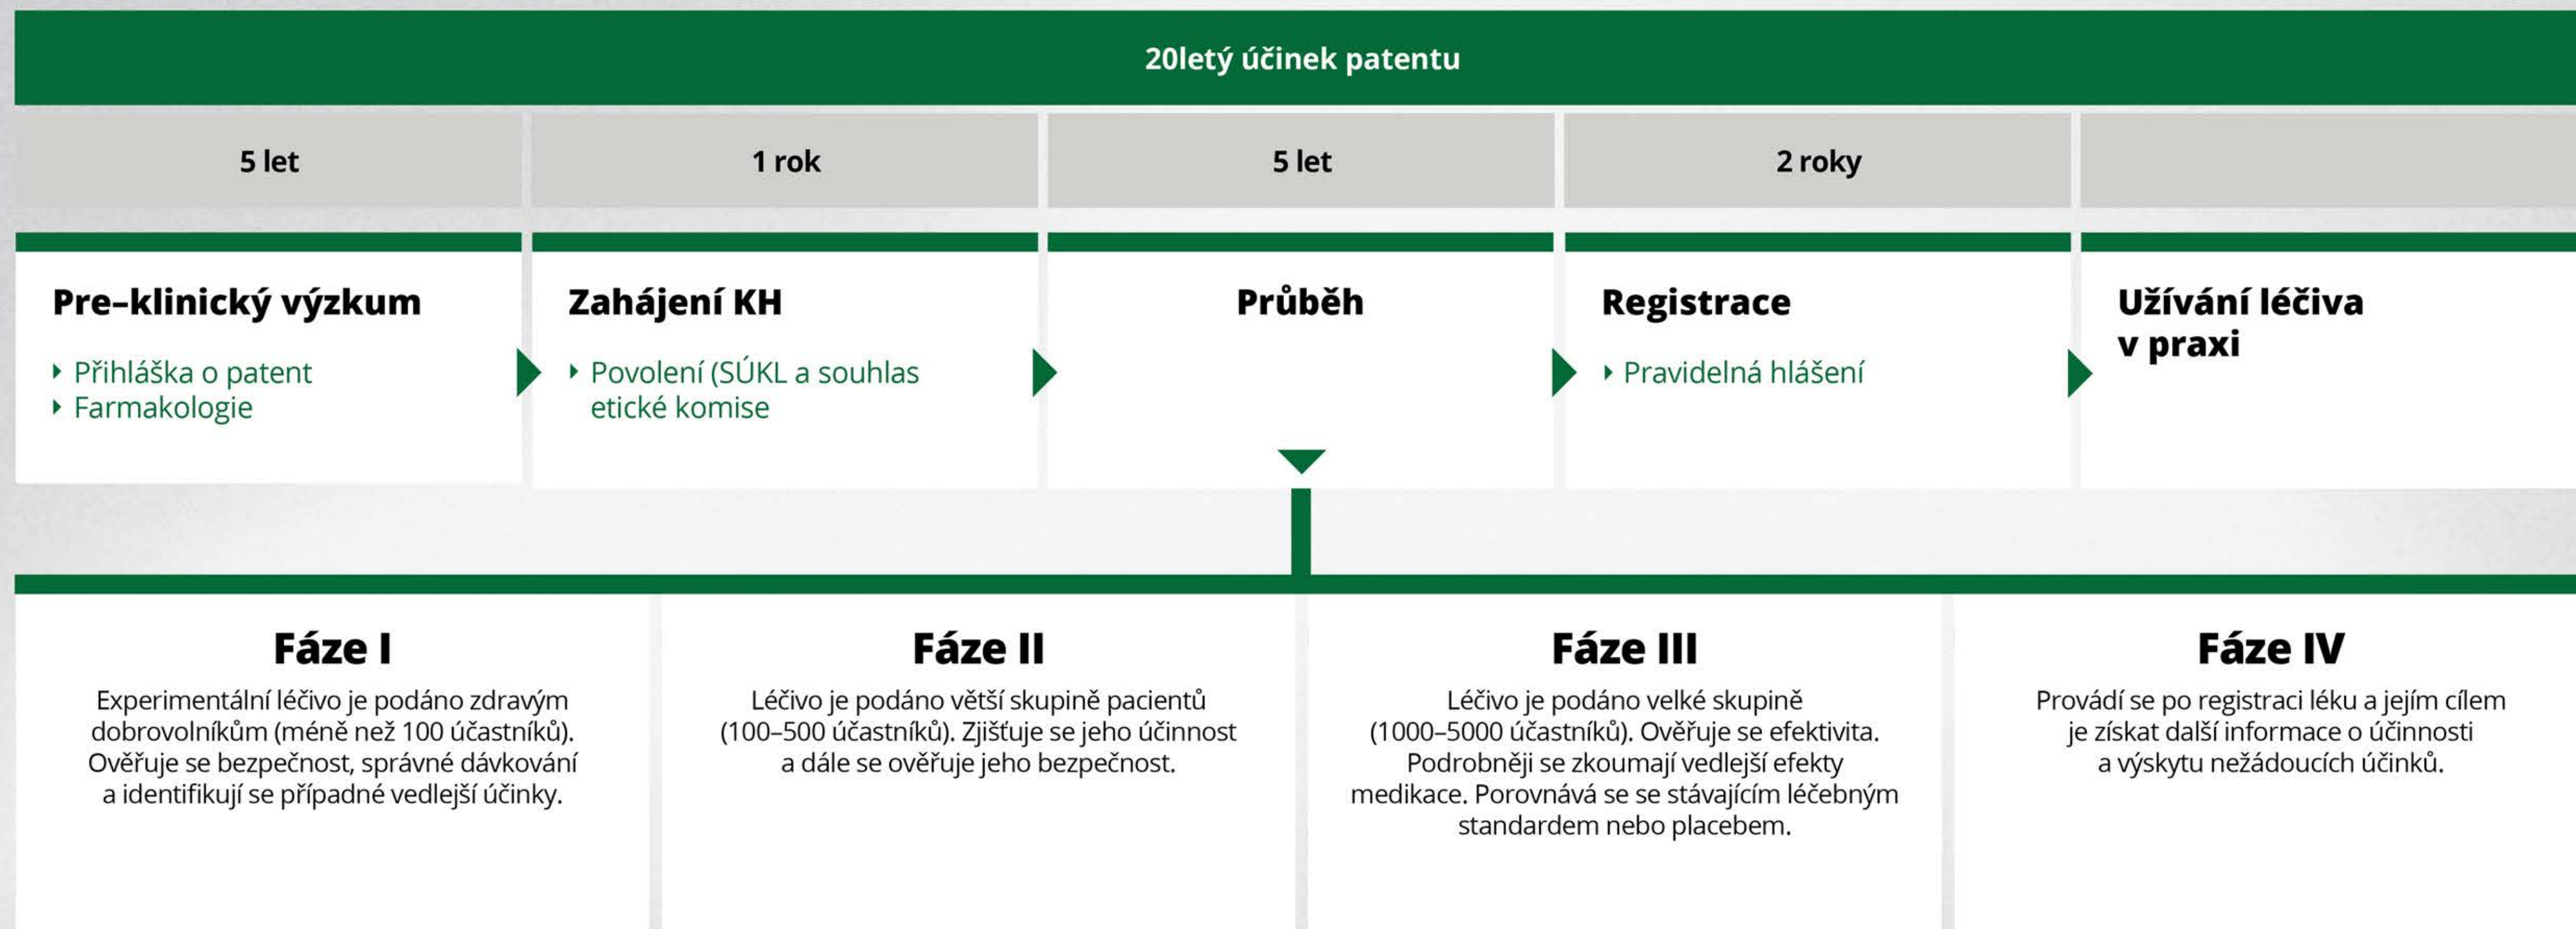 20letý účinek patentu
5 let
1 rok
5 let
2 roky
Pre–klinický výzkum
Přihláška o patent
Farmakologie
Zahájení KH
Povolení (SÚKL a souhlas
etické komise
Průběh
Registrace
Pravidelná hlášení
Užívání léčiva
v praxi
Fáze I
Experimentální léčivo je podáno zdravým
dobrovolníkům (méně než 100 účastníků).
Ověřuje se bezpečnost, správné dávkování
a identifikují se případné vedlejší účinky.
Fáze II
Léčivo je podáno větší skupině pacientů
(100–500 účastníků). Zjišťuje se jeho účinnost
a dále se ověřuje jeho bezpečnost.
Fáze III
Léčivo je podáno velké skupině
(1000–5000 účastníků). Ověřuje se efektivita.
Podrobněji se zkoumají vedlejší efekty
medikace. Porovnává se se stávajícím léčebným
standardem nebo placebem.
Fáze IV
Provádí se po registraci léku a jejím cílem
je získat další informace o účinnosti
a výskytu nežádoucích účinků.